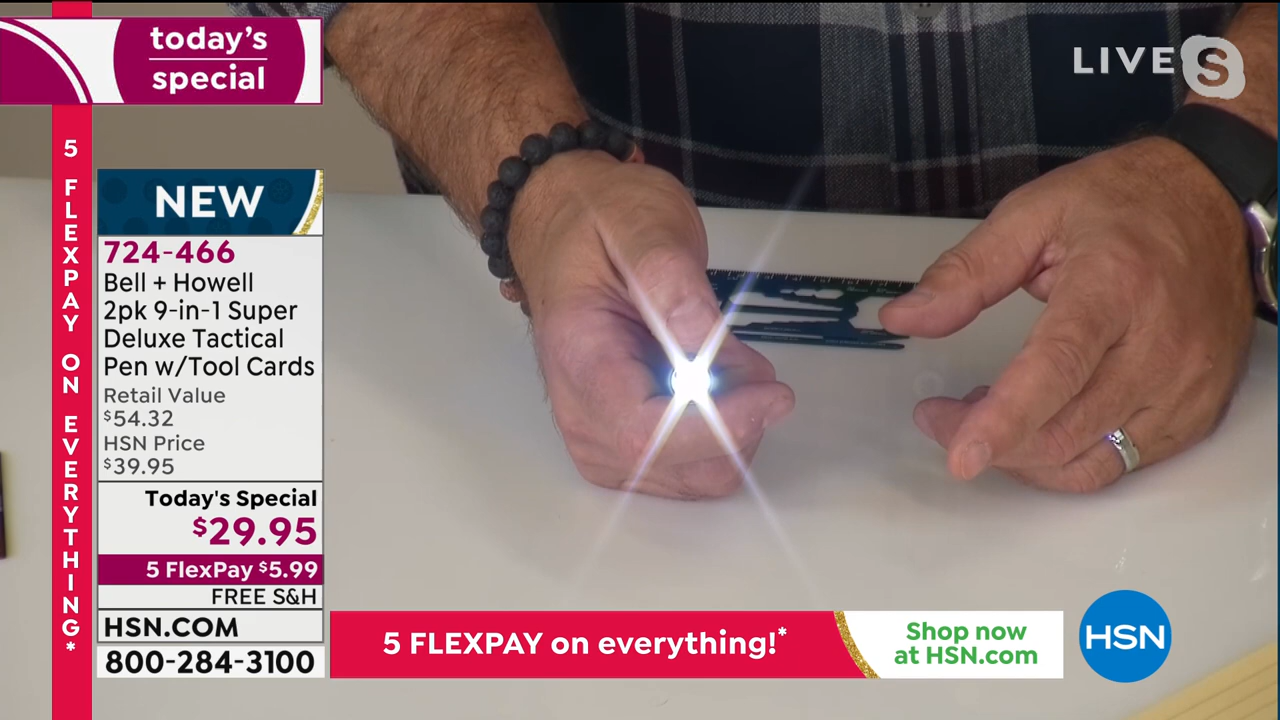 today's
special
LIVE S
5 FLEXPAY ON EVERYTHING*
NEW
724-466
Bell + Howell
2pk 9-in-1 Super
Deluxe Tactical
Pen w/Tool Cards
Retail Value
$54.32
HSN Price
$39.95
Today's Special
$29.95
5 FlexPay $5.99
FREE S&H
HSN.COM
800-284-3100
5 FLEXPAY on everything!*
Shop now
at HSN.com
HSN